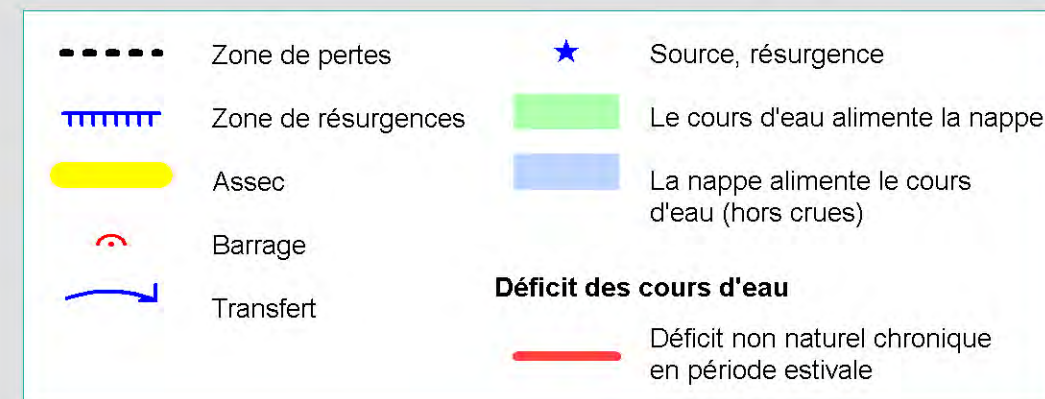 Zone de pertes
Zone de résurgences
Assec
Barrage
Transfert
Source, résurgence
Le cours d'eau alimente la nappe
La nappe alimente le cours
d'eau (hors crues)
Déficit des cours d'eau
Déficit non naturel chronique
en période estivale